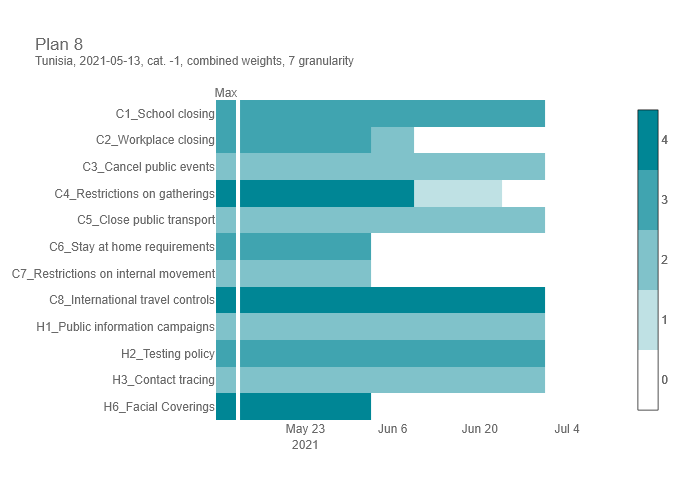 Plan 8
Tunisia, 2021-05-13, cat. -1, combined weights, 7 granularity
Max
C1_School closing
C2_Workplace closing
C3_Cancel public events
C4_Restrictions on gatherings
C5_Close public transport
C6_Stay at home requirements
C7_Restrictions on internal movement
C8_International travel controls
H1_Public information campaigns
H2_Testing policy
H3_Contact tracing
H6_Facial Coverings
May 23 Jun 6 Jun 20 Jul 4
2021
4
3
2
1
0